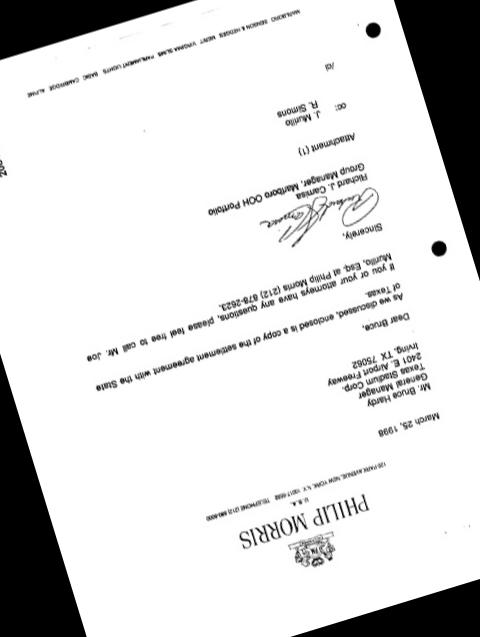 PHILIP MORRIS
U.S.A.
120 PARK AVENUE, NEW YORK, N.Y. 10017-5592 TELEPHONE (212) 880-5000
March 25, 1998
Mr. Bruce Hardy
General Manager
Texas Stadium Corp.
2401 E. Airport Freeway
Irving, TX 75062
Dear Bruce,
As we discussed, enclosed is a copy of the settlement agreement with the State
of Texas.
If you or your attorneys have any questions, please feel free to call Mr. Joe
Murillo, Esq. at Philip Morris (212) 878-2623.
Sincerely,
Richard J. Camisa
Group Manager, Marlboro OOH Portfolio
Attachment (1)
cc: J. Murillo
R. Simons
/cl
MARLBORO BENSON & HEDGES MERIT VIRGINIA SLIMS PARLIAMENT LIGHTS BASIC CAMBRIDGE ALPINE